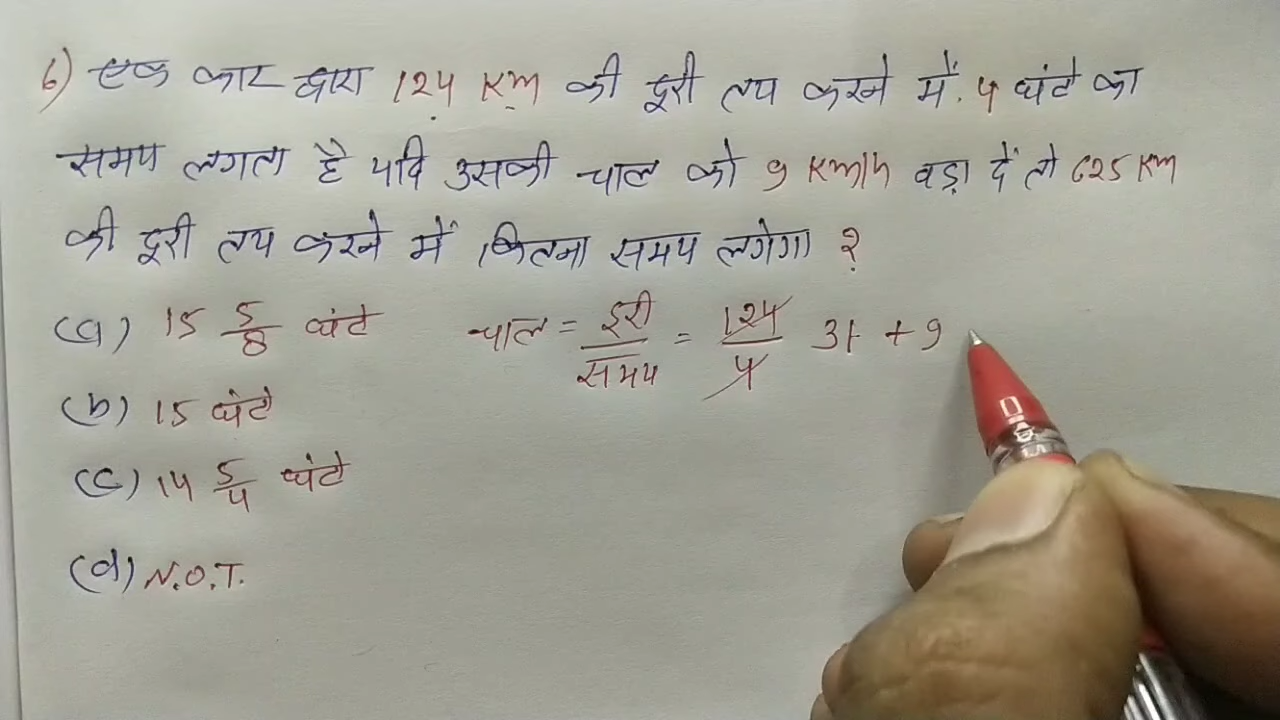 6) एक कार द्वारा 124 Km की दूरी तय करने में 4 घंटे का
समय लगता है यदि उसकी चाल को 9 Km/h बड़ा दें तो 625 Km
की दूरी तय करने में कितना समय लगेगा ?
(a) 15 5/8 घंटे
चाल = दूरी/समय = 124/4 31 + 9
(b) 15 घंटे
(c) 14 5/4 घंटे
(d) N.O.T.